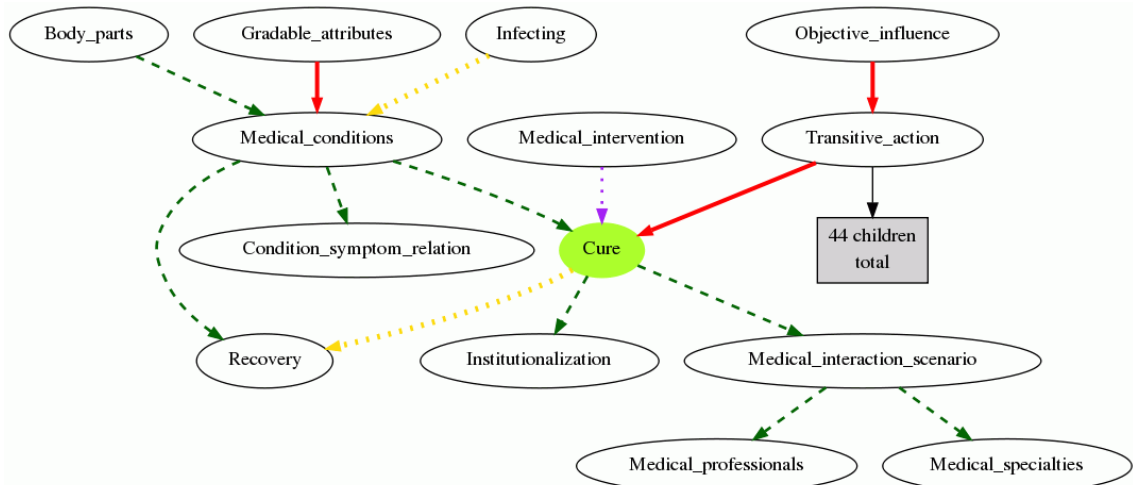 Body_parts
Gradable_attributes
Infecting
Objective_influence
Medical_conditions
Medical_intervention
Transitive_action
Condition_symptom_relation
Cure
44 children
total
Recovery
Institutionalization
Medical_interaction_scenario
Medical_professionals
Medical_specialties